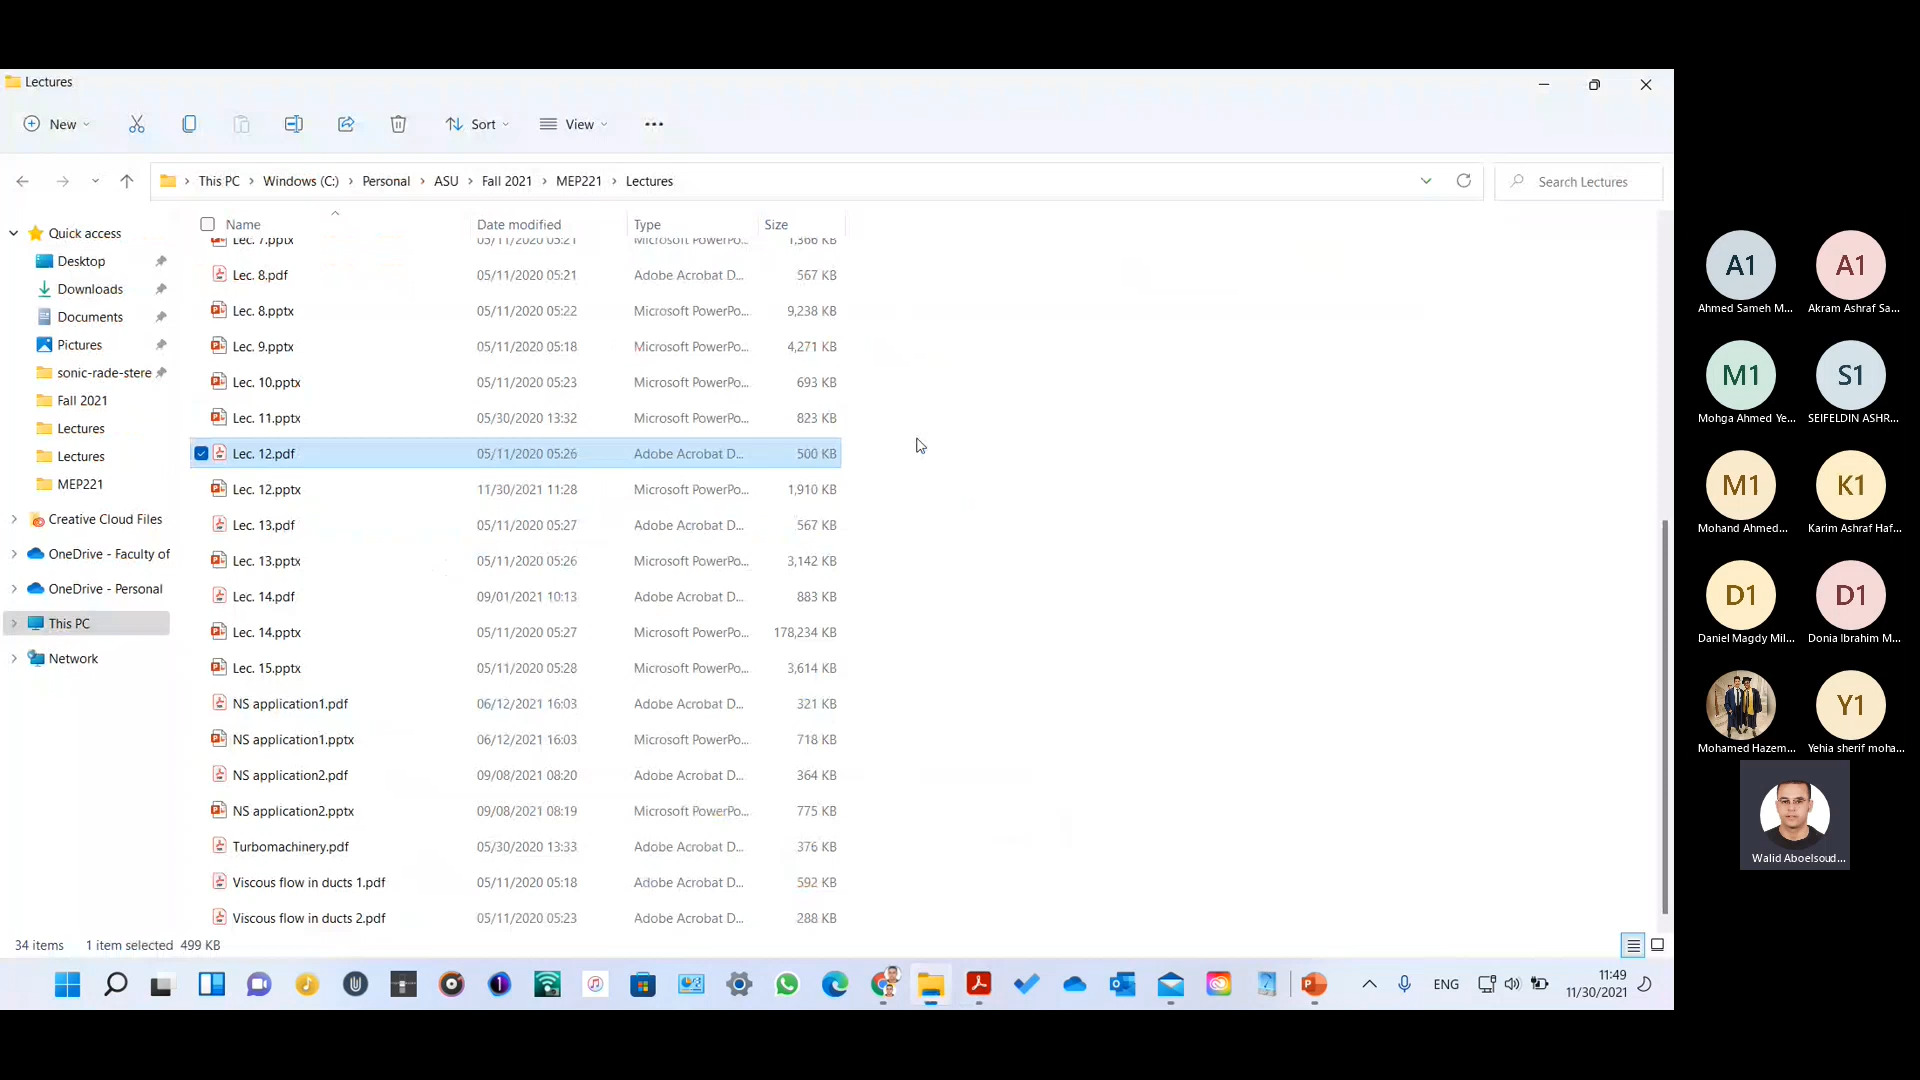 Lectures
New
Sort
View
This PC > Windows (C:) > Personal > ASU > Fall 2021 > MEP221 > Lectures
Search Lectures
Name Date modified Type Size
Lec. 7.pptx 05/11/2020 05:21 Microsoft PowerPo... 1,366 KB
Lec. 8.pdf 05/11/2020 05:21 Adobe Acrobat D... 567 KB
Lec. 8.pptx 05/11/2020 05:22 Microsoft PowerPo... 9,238 KB
Lec. 9.pptx 05/11/2020 05:18 Microsoft PowerPo... 4,271 KB
Lec. 10.pptx 05/11/2020 05:23 Microsoft PowerPo... 693 KB
Lec. 11.pptx 05/30/2020 13:32 Microsoft PowerPo... 823 KB
Lec. 12.pdf 05/11/2020 05:26 Adobe Acrobat D... 500 KB
Lec. 12.pptx 11/30/2021 11:28 Microsoft PowerPo... 1,910 KB
Lec. 13.pdf 05/11/2020 05:27 Adobe Acrobat D... 567 KB
Lec. 13.pptx 05/11/2020 05:26 Microsoft PowerPo... 3,142 KB
Lec. 14.pdf 09/01/2021 10:13 Adobe Acrobat D... 883 KB
Lec. 14.pptx 05/11/2020 05:27 Microsoft PowerPo... 178,234 KB
Lec. 15.pptx 05/11/2020 05:28 Microsoft PowerPo... 3,614 KB
NS application1.pdf 06/12/2021 16:03 Adobe Acrobat D... 321 KB
NS application1.pptx 06/12/2021 16:03 Microsoft PowerPo... 718 KB
NS application2.pdf 09/08/2021 08:20 Adobe Acrobat D... 364 KB
NS application2.pptx 09/08/2021 08:19 Microsoft PowerPo... 775 KB
Turbomachinery.pdf 05/30/2020 13:33 Adobe Acrobat D... 376 KB
Viscous flow in ducts 1.pdf 05/11/2020 05:18 Adobe Acrobat D... 592 KB
Viscous flow in ducts 2.pdf 05/11/2020 05:23 Adobe Acrobat D... 288 KB
Quick access
Desktop
Downloads
Documents
Pictures
sonic-rade-stere
Fall 2021
Lectures
Lectures
MEP221
Creative Cloud Files
OneDrive - Faculty of
OneDrive - Personal
This PC
Network
34 items 1 item selected 499 KB
ENG
11:49
11/30/2021
A1 A1
Ahmed Sameh M... Akram Ashraf Sa...
M1 S1
Mohga Ahmed Ye... SEIFELDIN ASHR...
M1 K1
Mohand Ahmed... Karim Ashraf Haf...
D1 D1
Daniel Magdy Mil... Donia Ibrahim M...
Y1
Mohamed Hazem... Yehia sherif moha...
Walid Aboelsoud...